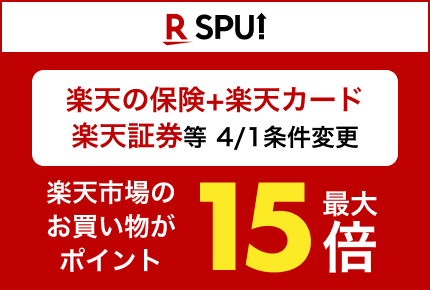 R SPU!
楽天の保険+楽天カード
楽天証券等 4/1条件変更
楽天市場の
お買い物が
ポイント
15
最大
倍